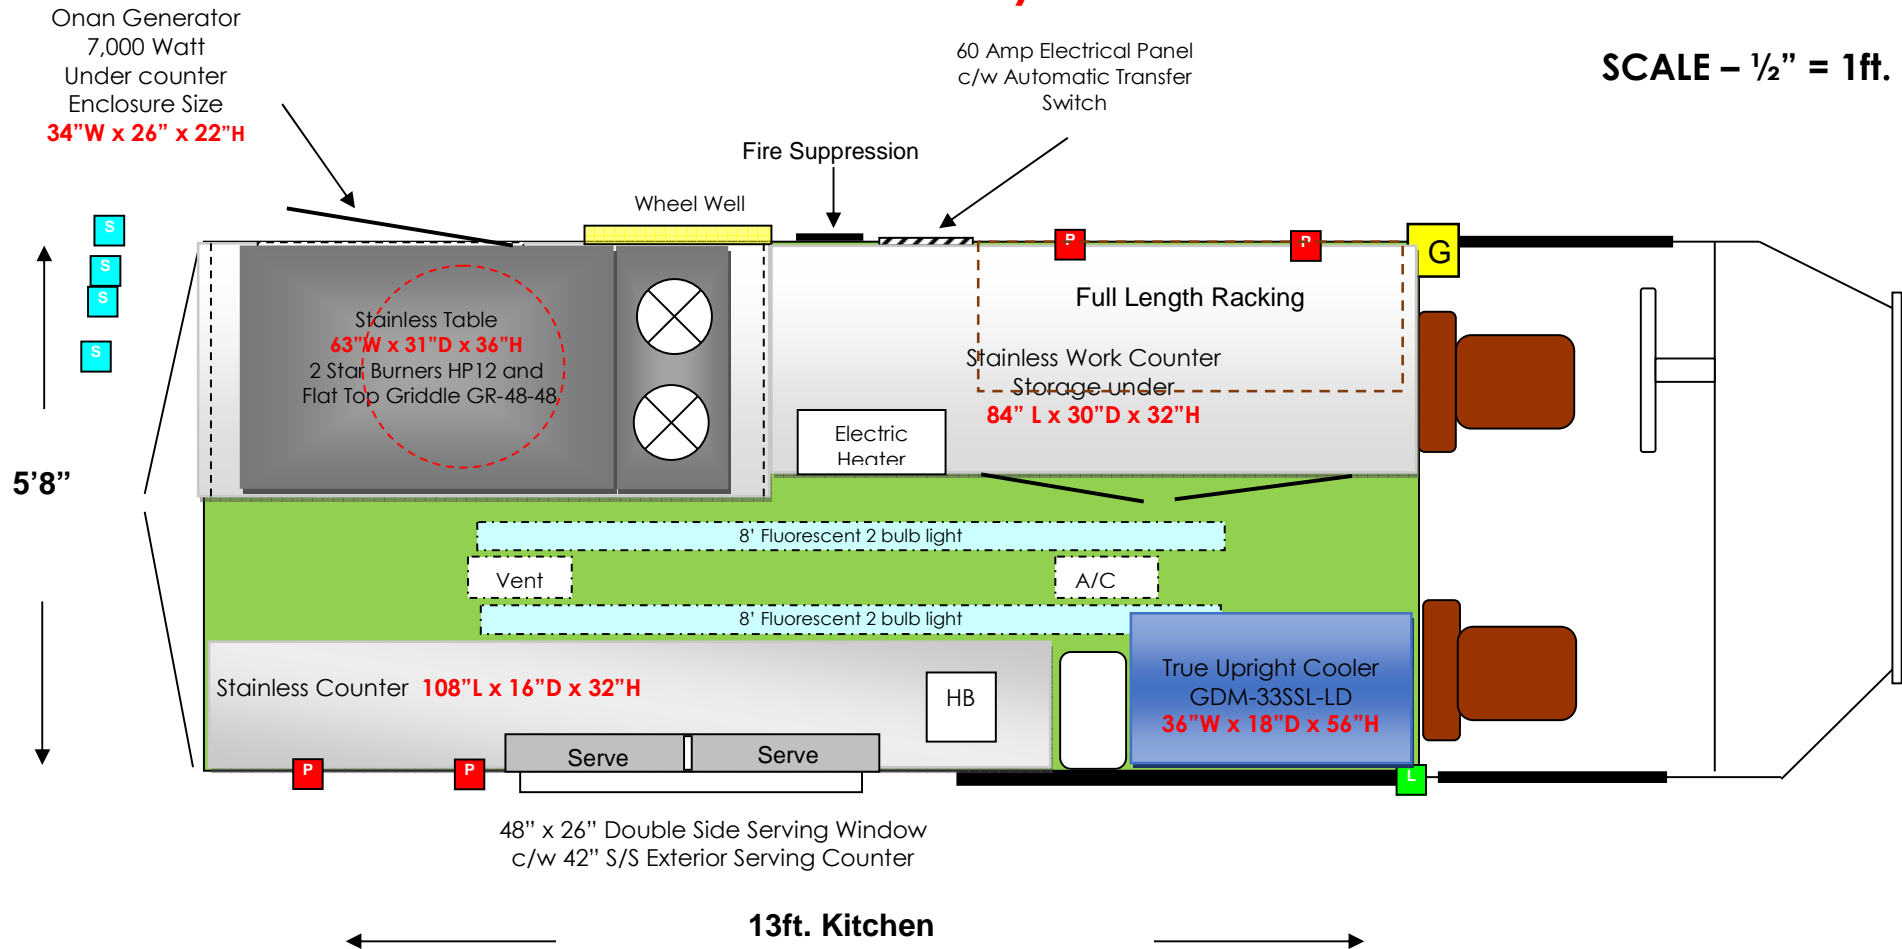 Onan Generator
7,000 Watt
Under counter
Enclosure Size
34”W x 26” x 22”H
60 Amp Electrical Panel
c/w Automatic Transfer
Switch
SCALE – ½” = 1ft.
Fire Suppression
Wheel Well
S
S
S
S
P
P
G
Full Length Racking
Stainless Table
63”W x 31”D x 36”H
2 Star Burners HP12 and
Flat Top Griddle GR-48-48
Stainless Work Counter
Storage under
84” L x 30”D x 32”H
Electric
Heater
5’8”
8’ Fluorescent 2 bulb light
Vent
A/C
8’ Fluorescent 2 bulb light
Stainless Counter 108”L x 16”D x 32”H
HB
True Upright Cooler
GDM-33SSL-LD
36”W x 18”D x 56”H
Serve
Serve
P
P
L
48” x 26” Double Side Serving Window
c/w 42” S/S Exterior Serving Counter
13ft. Kitchen